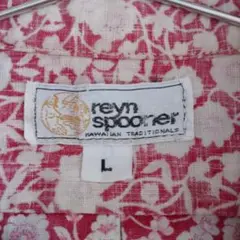 reyn
spooner
HAWAIIAN TRADITIONALS
L